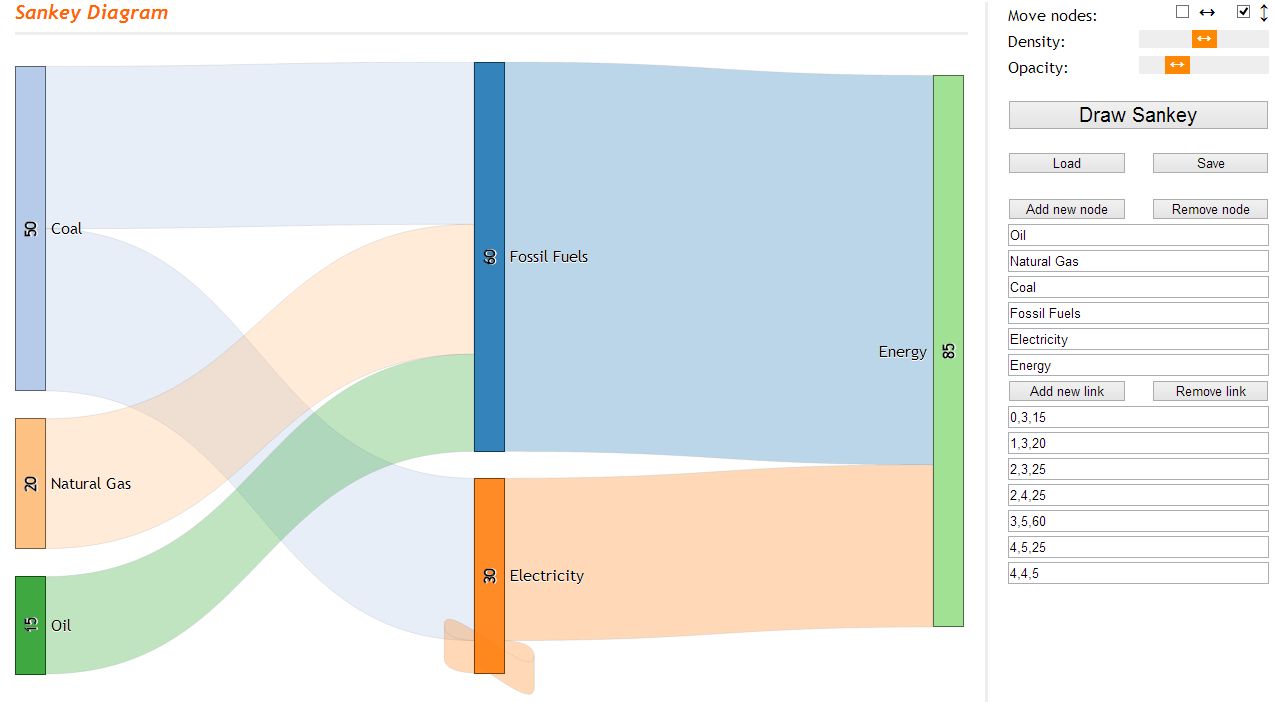 Sankey Diagram
50
Coal
20
Natural Gas
15
Oil
60
Fossil Fuels
30
Electricity
Energy
85
Move nodes: ↔ ↕
Density:
Opacity:
Draw Sankey
Load Save
Add new node Remove node
Oil
Natural Gas
Coal
Fossil Fuels
Electricity
Energy
Add new link Remove link
0,3,15
1,3,20
2,3,25
2,4,25
3,5,60
4,5,25
4,4,5